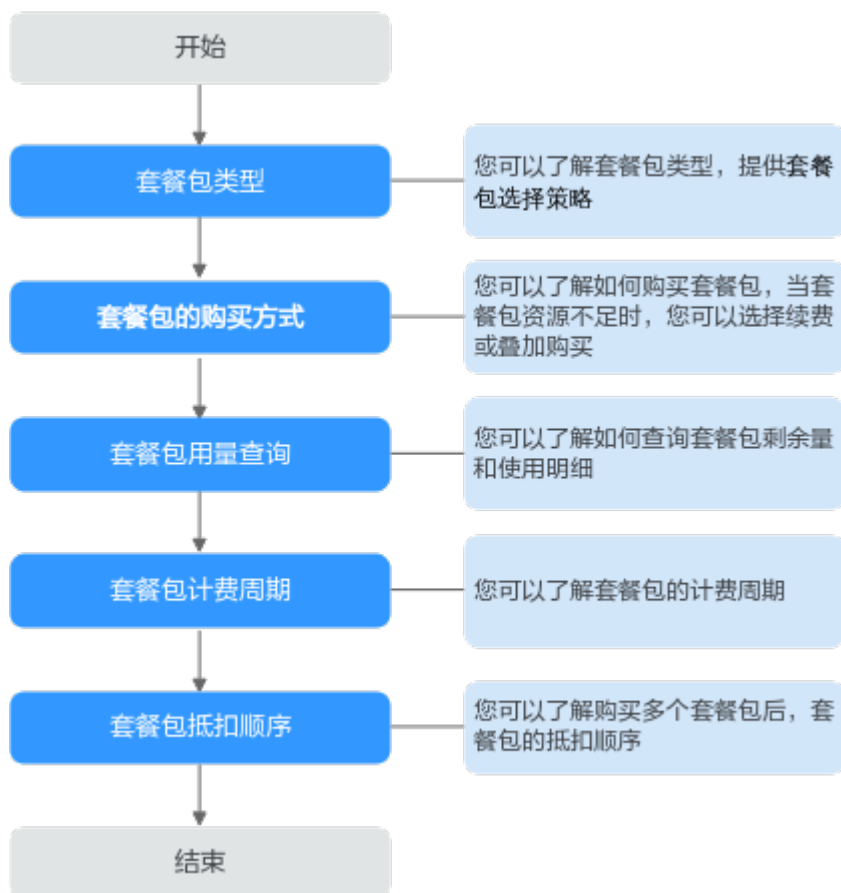 开始
套餐包类型
您可以了解套餐包类型，提供套餐
包选择策略
套餐包的购买方式
您可以了解如何购买套餐包，当套
餐包资源不足时，您可以选择续费
或叠加购买
套餐包用量查询
您可以了解如何查询套餐包剩余量
和使用明细
套餐包计费周期
您可以了解套餐包的计费周期
套餐包抵扣顺序
您可以了解购买多个套餐包后，套
餐包的抵扣顺序
结束